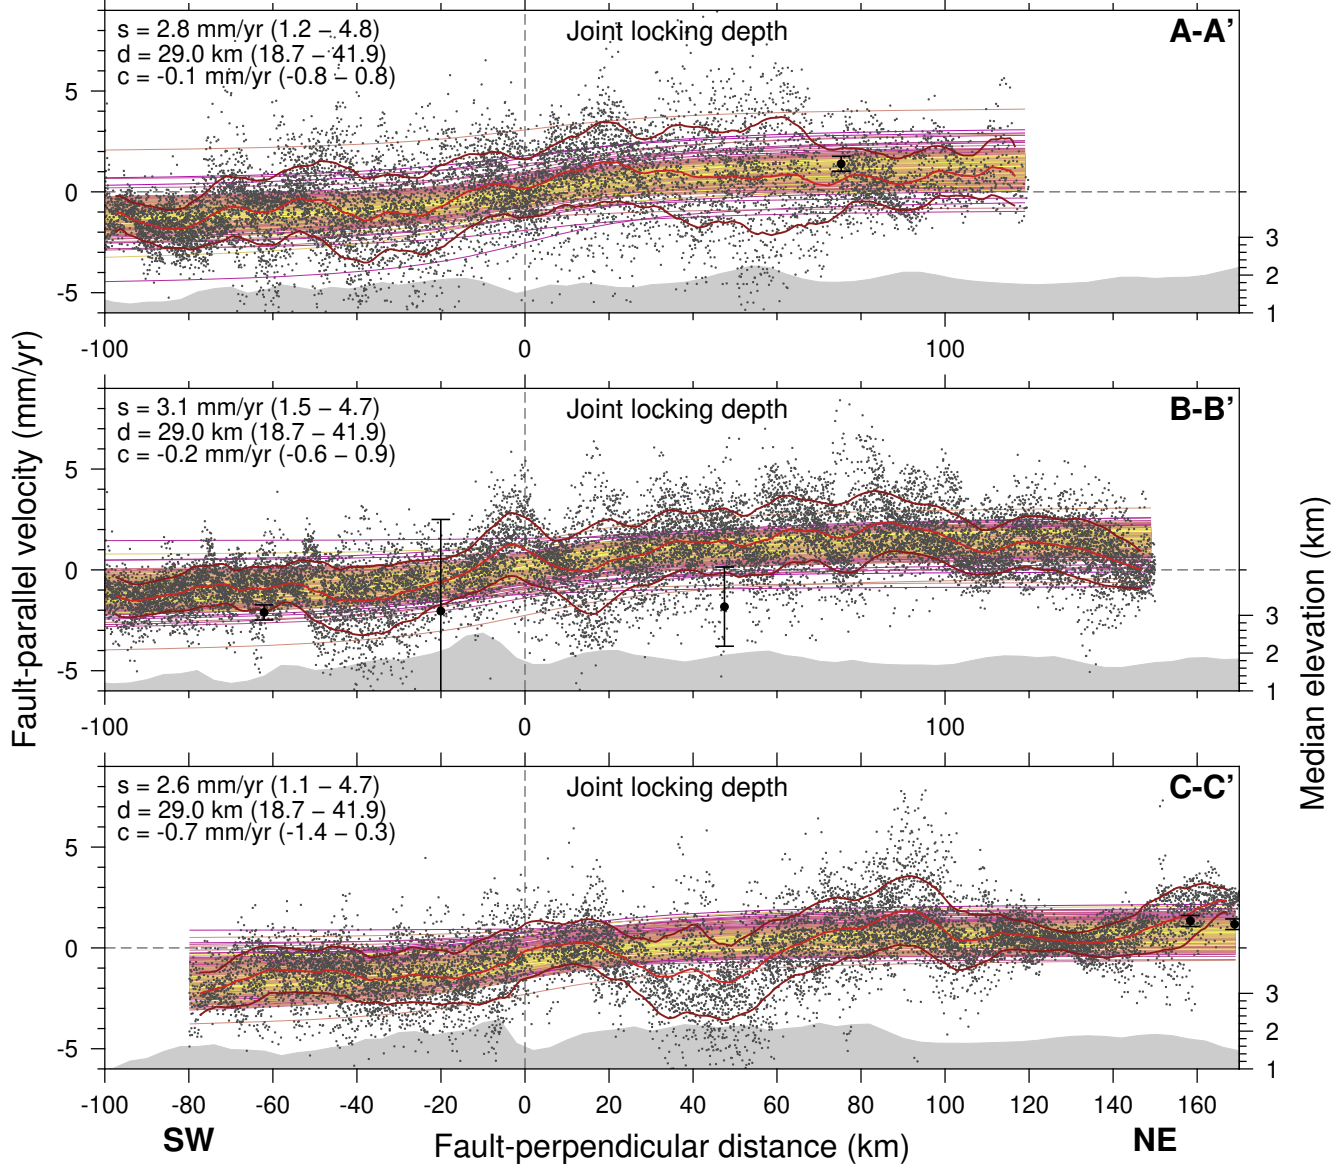 s = 2.8 mm/yr (1.2 – 4.8)
Joint locking depth
A-A’
d = 29.0 km (18.7 – 41.9)
c = -0.1 mm/yr (-0.8 – 0.8)
5
0
-5
3
2
1
-100
0
100
s = 3.1 mm/yr (1.5 – 4.7)
Joint locking depth
B-B’
d = 29.0 km (18.7 – 41.9)
c = -0.2 mm/yr (-0.6 – 0.9)
5
0
-5
3
2
1
-100
0
100
Fault-parallel velocity (mm/yr)
Median elevation (km)
s = 2.6 mm/yr (1.1 – 4.7)
Joint locking depth
C-C’
d = 29.0 km (18.7 – 41.9)
c = -0.7 mm/yr (-1.4 – 0.3)
5
0
-5
3
2
1
-100 -80 -60 -40 -20 0 20 40 60 80 100 120 140 160
SW
Fault-perpendicular distance (km)
NE